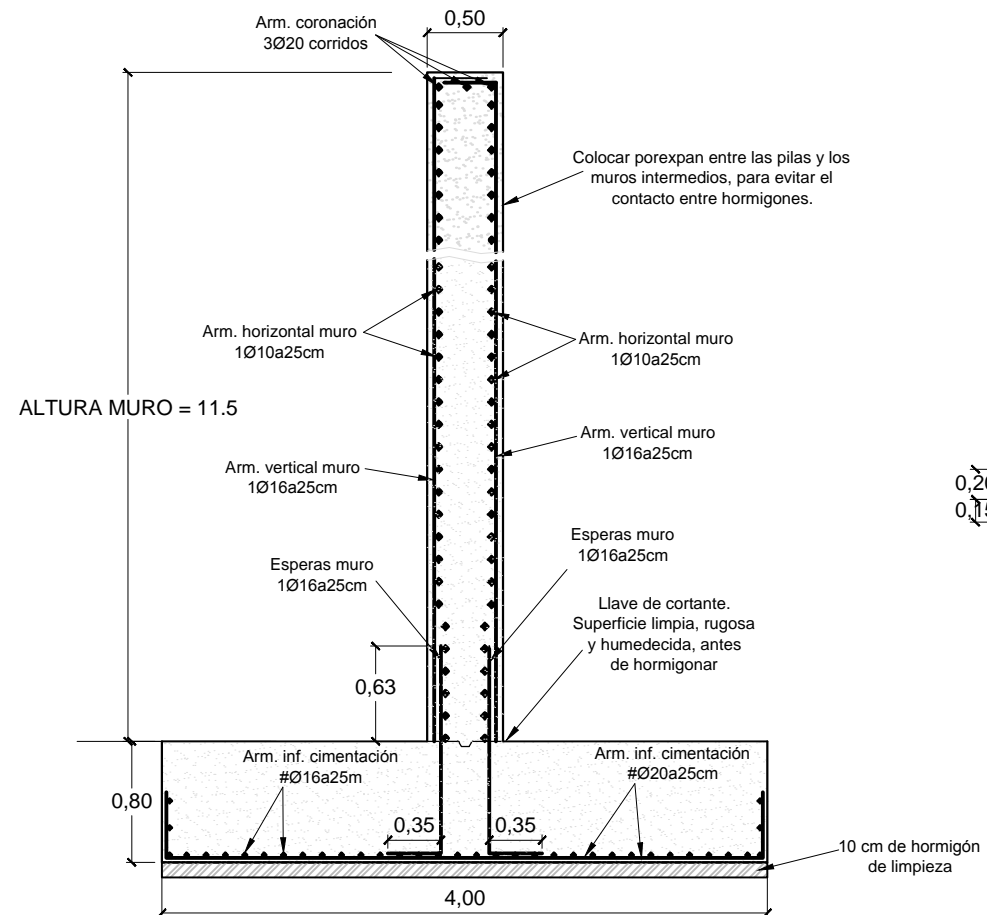 Arm. coronación
3Ø20 corridos
0,50
Colocar porexpan entre las pilas y los
muros intermedios, para evitar el
contacto entre hormigones.
Arm. horizontal muro
1Ø10a25cm
Arm. horizontal muro
1Ø10a25cm
ALTURA MURO = 11.5
Arm. vertical muro
1Ø16a25cm
Arm. vertical muro
1Ø16a25cm
0,20
0,15
Esperas muro
1Ø16a25cm
Esperas muro
1Ø16a25cm
Llave de cortante.
Superficie limpia, rugosa
y humedecida, antes
de hormigonar
0,63
Arm. inf. cimentación
#Ø16a25m
Arm. inf. cimentación
#Ø20a25cm
0,80
0,35
0,35
10 cm de hormigón
de limpieza
4,00